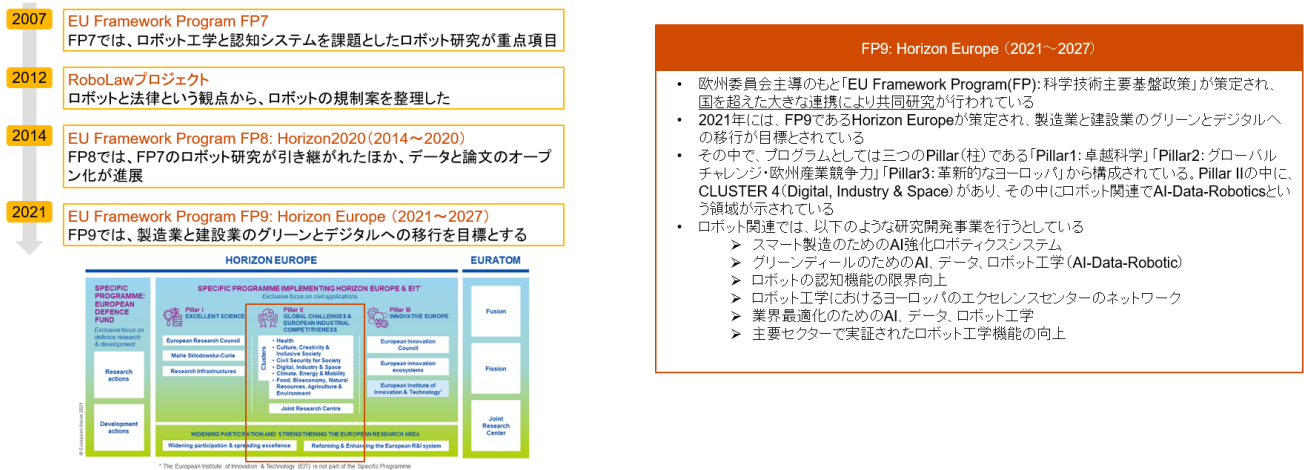 2007
EU Framework Program FP7
FP7では、ロボット工学と認知システムを課題としたロボット研究が重点項目
2012
RoboLawプロジェクト
ロボットと法律という観点から、ロボットの規制案を整理した
2014
EU Framework Program FP8: Horizon2020(2014～2020)
FP8では、FP7のロボット研究が引き継がれたほか、データと論文のオープ
ン化が進展
2021
EU Framework Program FP9: Horizon Europe (2021～2027)
FP9では、製造業と建設業のグリーンとデジタルへの移行を目標とする
HORIZON EUROPE
EURATOM
SPECIFIC
PROGRAMME:
EUROPEAN
DEFENCE
FUND
Exclusive focus on
defence research
& development
Research
actions
Development
actions
SPECIFIC PROGRAMME IMPLEMENTING HORIZON EUROPE & EIT*
Exclusive focus on civil applications
Pillar I
EXCELLENT SCIENCE
European Research Council
Marie Skłodowska-Curie
Research Infrastructures
Pillar II
GLOBAL CHALLENGES &
EUROPEAN INDUSTRIAL
COMPETITIVENESS
Clusters
• Health
• Culture, Creativity &
Inclusive Society
• Civil Security for Society
• Digital, Industry & Space
• Climate, Energy & Mobility
• Food, Bioeconomy, Natural
Resources, Agriculture &
Environment
Joint Research Centre
Pillar III
INNOVATIVE EUROPE
European Innovation
Council
European innovation
ecosystems
European Institute of
Innovation & Technology*
WIDENING PARTICIPATION AND STRENGTHENING THE EUROPEAN RESEARCH AREA
Widening participation & spreading excellence
Reforming & Enhancing the European R&I system
Fusion
Fission
Joint
Research
Center
© European Union 2021
* The European Institute of Innovation & Technology (EIT) is not part of the Specific Programme
FP9: Horizon Europe (2021～2027)
• 欧州委員会主導のもと「EU Framework Program(FP): 科学技術主要基盤政策」が策定され、
国を超えた大きな連携により共同研究が行われている
• 2021年には、FP9であるHorizon Europeが策定され、製造業と建設業のグリーンとデジタルへ
の移行が目標とされている
• その中で、プログラムとしては三つのPillar(柱)である「Pillar1: 卓越科学」「Pillar2: グローバル
チャレンジ・欧州産業競争力」「Pillar3: 革新的なヨーロッパ」から構成されている。Pillar IIの中に、
CLUSTER 4(Digital, Industry & Space)があり、その中にロボット関連でAI-Data-Roboticsとい
う領域が示されている
• ロボット関連では、以下のような研究開発事業を行うとしている
➢ スマート製造のためのAI強化ロボティクスシステム
➢ グリーンディールのためのAI、データ、ロボット工学(AI-Data-Robotic)
➢ ロボットの認知機能の限界向上
➢ ロボット工学におけるヨーロッパのエクセレンスセンターのネットワーク
➢ 業界最適化のためのAI、データ、ロボット工学
➢ 主要セクターで実証されたロボット工学機能の向上